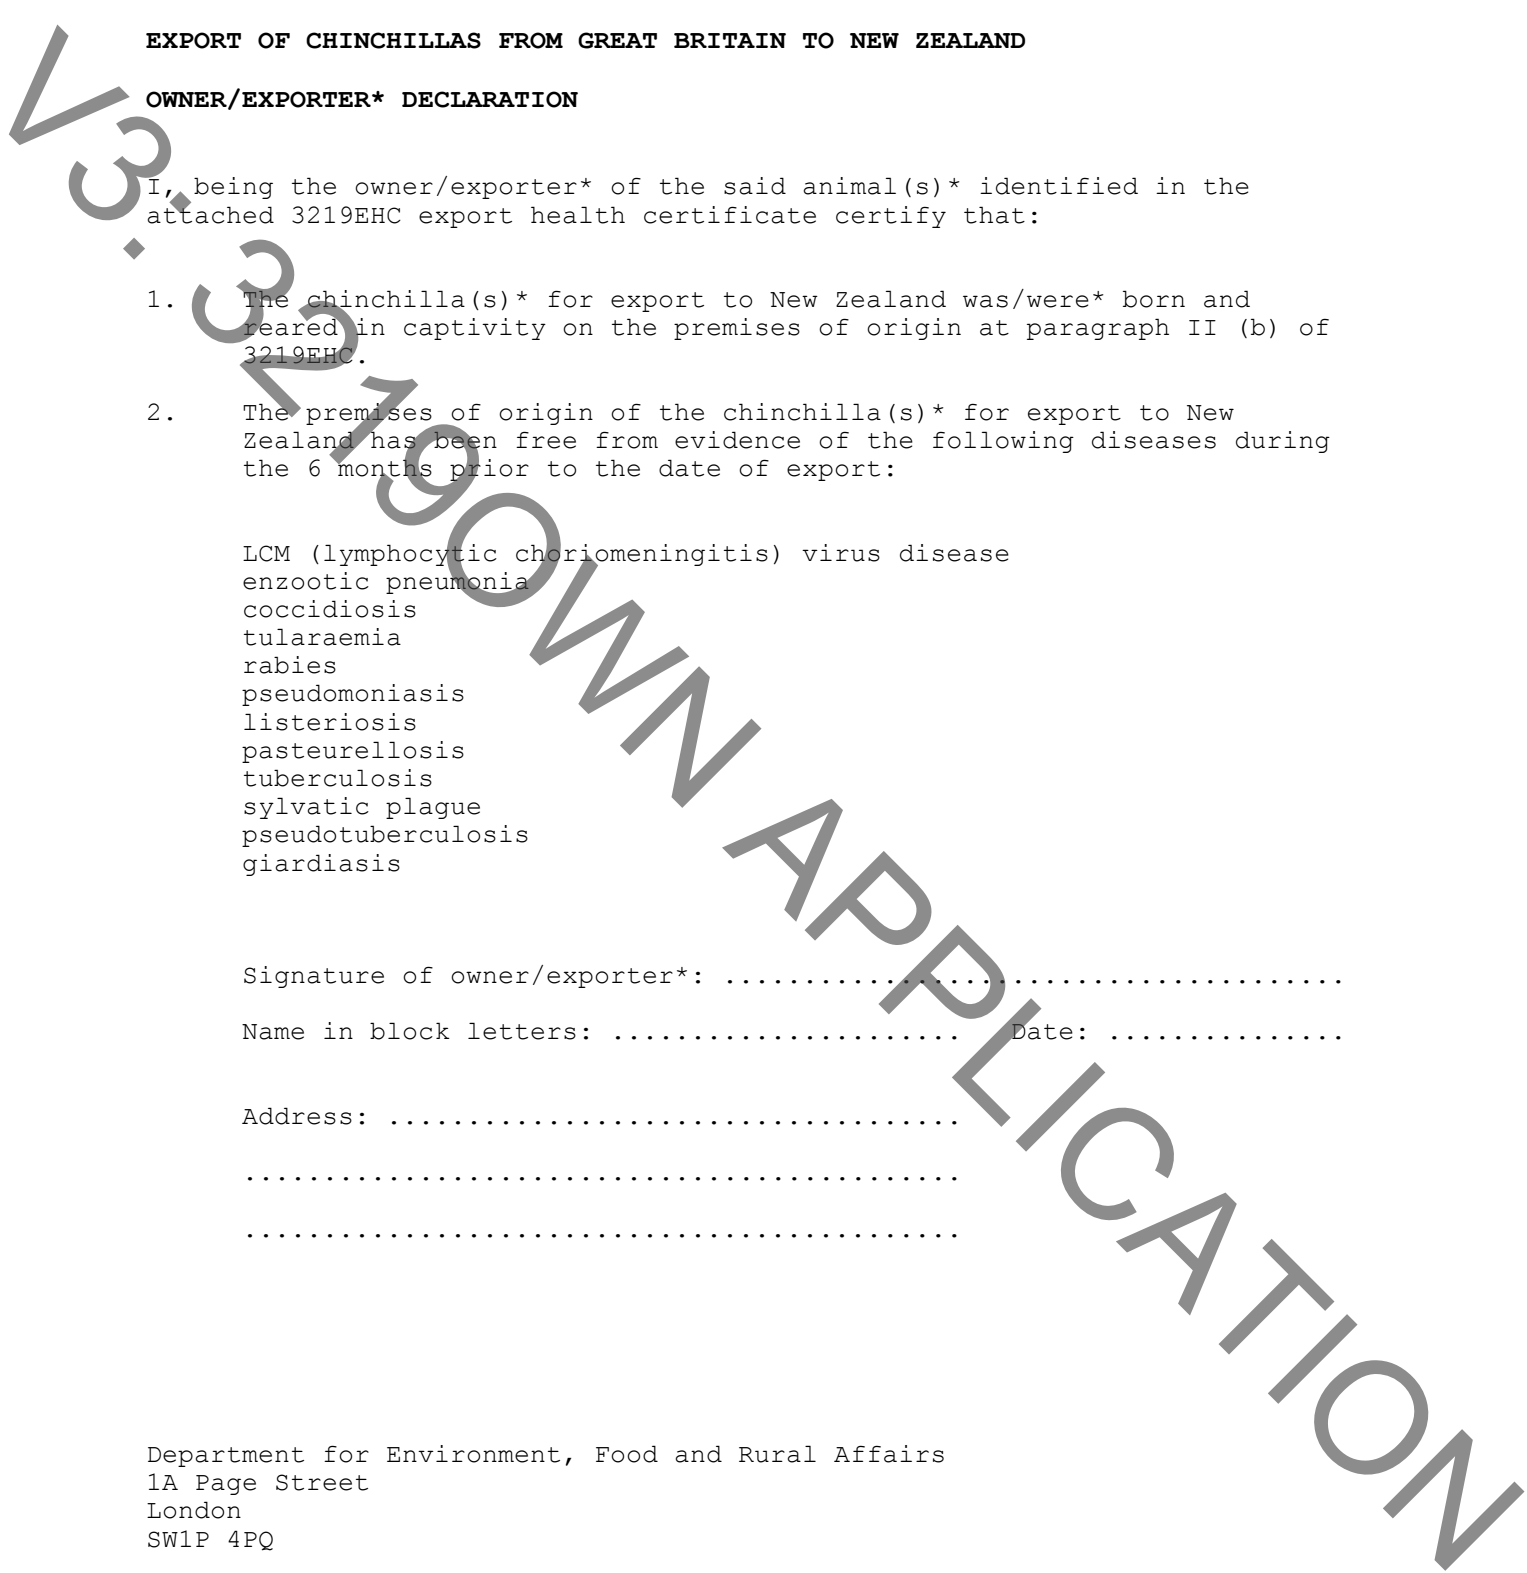 EXPORT OF CHINCHILLAS FROM GREAT BRITAIN TO NEW ZEALAND
OWNER/EXPORTER* DECLARATION
I, being the owner/exporter* of the said animal(s)* identified in the
attached 3219EHC export health certificate certify that:
1. The chinchilla(s)* for export to New Zealand was/were* born and
reared in captivity on the premises of origin at paragraph II (b) of
3219EHC.
2. The premises of origin of the chinchilla(s)* for export to New
Zealand has been free from evidence of the following diseases during
the 6 months prior to the date of export:
LCM (lymphocytic choriomeningitis) virus disease
enzootic pneumonia
coccidiosis
tularaemia
rabies
pseudomoniasis
listeriosis
pasteurellosis
tuberculosis
sylvatic plague
pseudotuberculosis
giardiasis
Signature of owner/exporter*: .......................................
Name in block letters: ...................... Date: ...............
Address: ....................................
.............................................
.............................................
Department for Environment, Food and Rural Affairs
1A Page Street
London
SW1P 4PQ
V3: 3219OWN APPLICATION